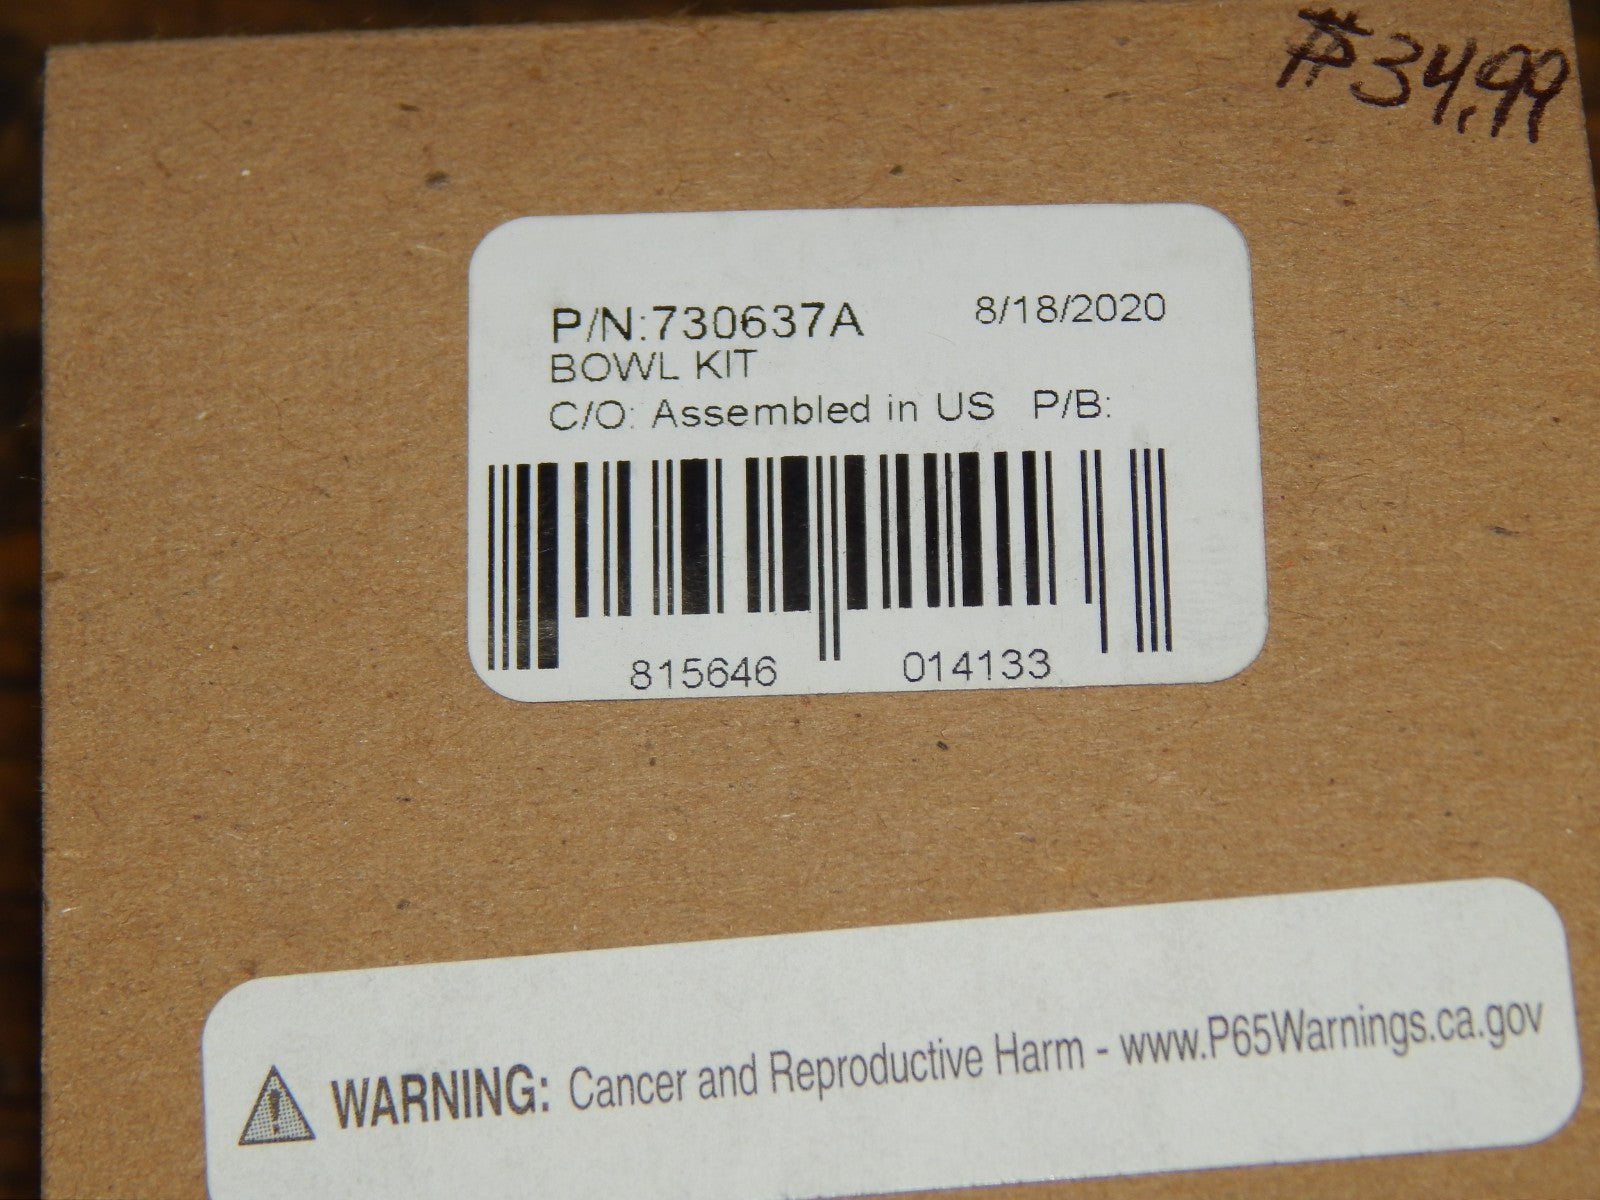 $34.99
P/N:730637A 8/18/2020
BOWL KIT
C/O: Assembled in US P/B:
815646 014133
WARNING: Cancer and Reproductive Harm - www.P65Warnings.ca.gov